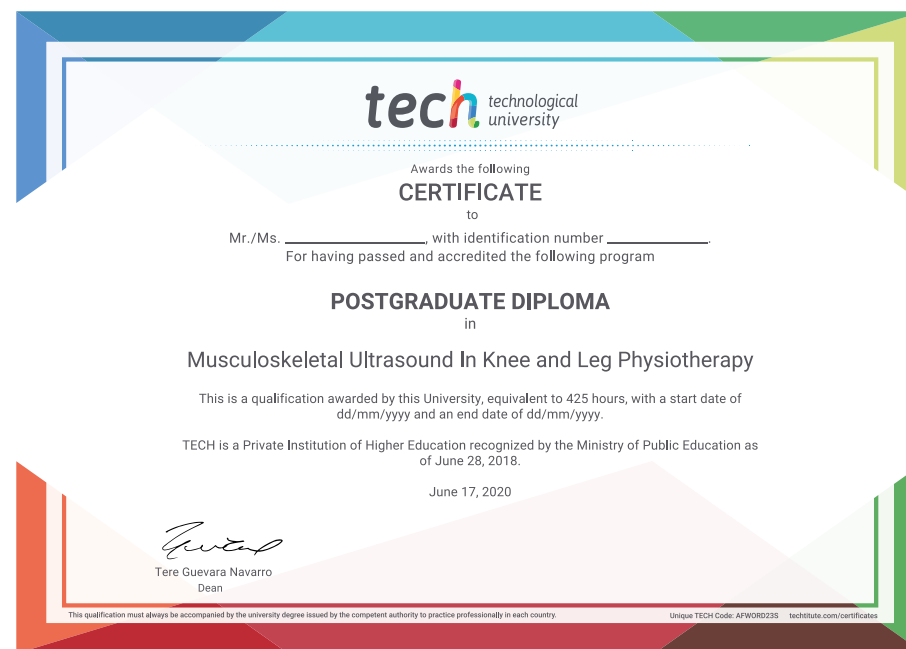 tech technological
university
Awards the following
CERTIFICATE
to
Mr./Ms. ____________________, with identification number ______________.
For having passed and accredited the following program
POSTGRADUATE DIPLOMA
in
Musculoskeletal Ultrasound In Knee and Leg Physiotherapy
This is a qualification awarded by this University, equivalent to 425 hours, with a start date of
dd/mm/yyyy and an end date of dd/mm/yyyy.
TECH is a Private Institution of Higher Education recognized by the Ministry of Public Education as
of June 28, 2018.
June 17, 2020
Tere Guevara Navarro
Dean
This qualification must always be accompanied by the university degree issued by the competent authority to practice professionally in each country.
Unique TECH Code: AFWORD23S techtitute.com/certificates